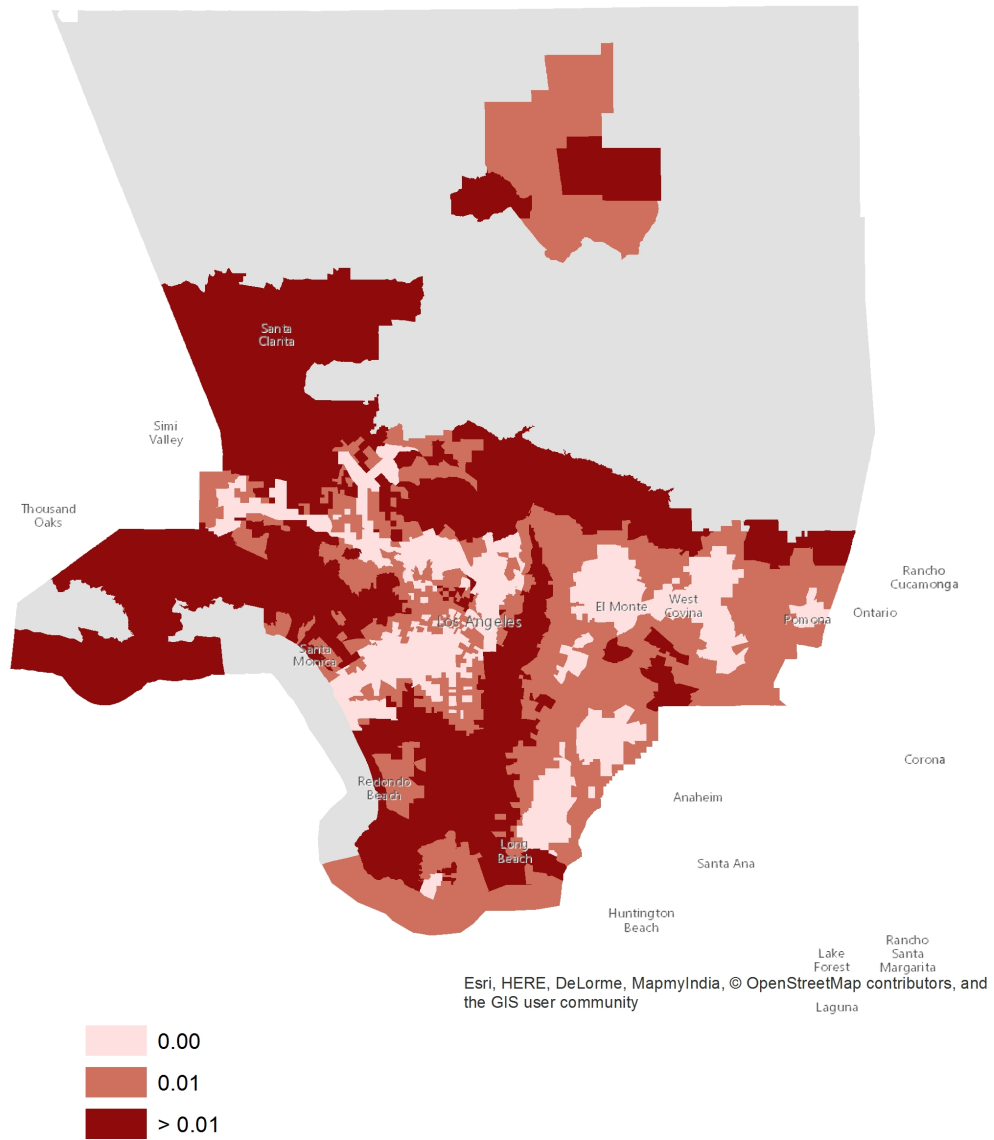 Santa
Clarita
Simi
Valley
Thousand
Oaks
Rancho
Cucamonga
El Monte
West
Covina
Pomona
Ontario
Los Angeles
Santa
Monica
Corona
Redondo
Beach
Anaheim
Long
Beach
Santa Ana
Huntington
Beach
Lake
Forest
Rancho
Santa
Margarita
Esri, HERE, DeLorme, MapmyIndia, © OpenStreetMap contributors, and
the GIS user community
Laguna
0.00
0.01
> 0.01